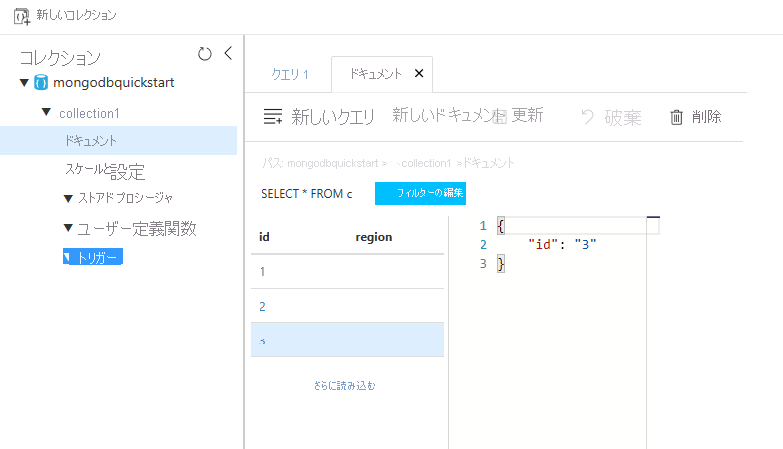 新しいコレクション
コレクション
mongodbquickstart
collection1
ドキュメント
スケールと設定
ストアド プロシージャ
ユーザー定義関数
トリガー
クエリ 1
ドキュメント ×
新しいクエリ 新しいドキュメント 更新 破棄 削除
パス: mongodbquickstart > collection1 »ドキュメント
SELECT * FROM c フィルターの編集
id region
1
2
3
さらに読み込む
1 {
2 "id": "3"
3 }